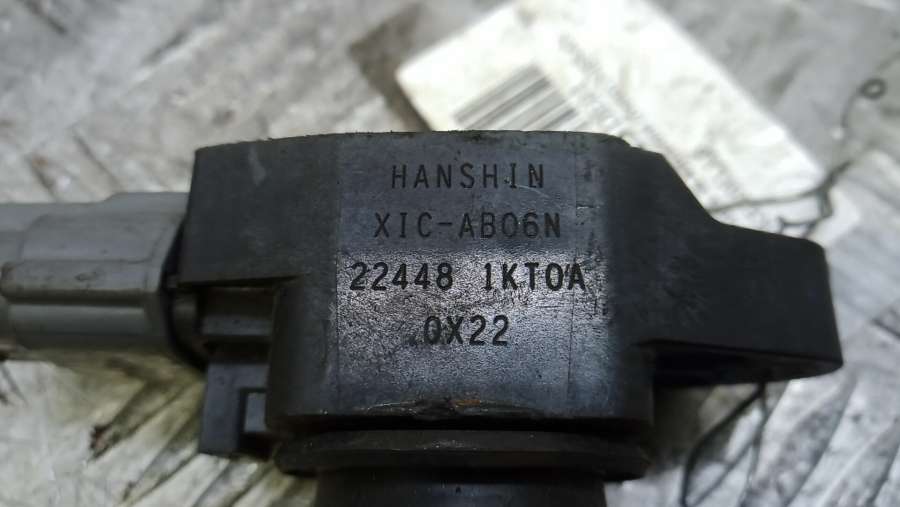 HANSHIN
XIC-AB06N
22448 1KT0A
0X22